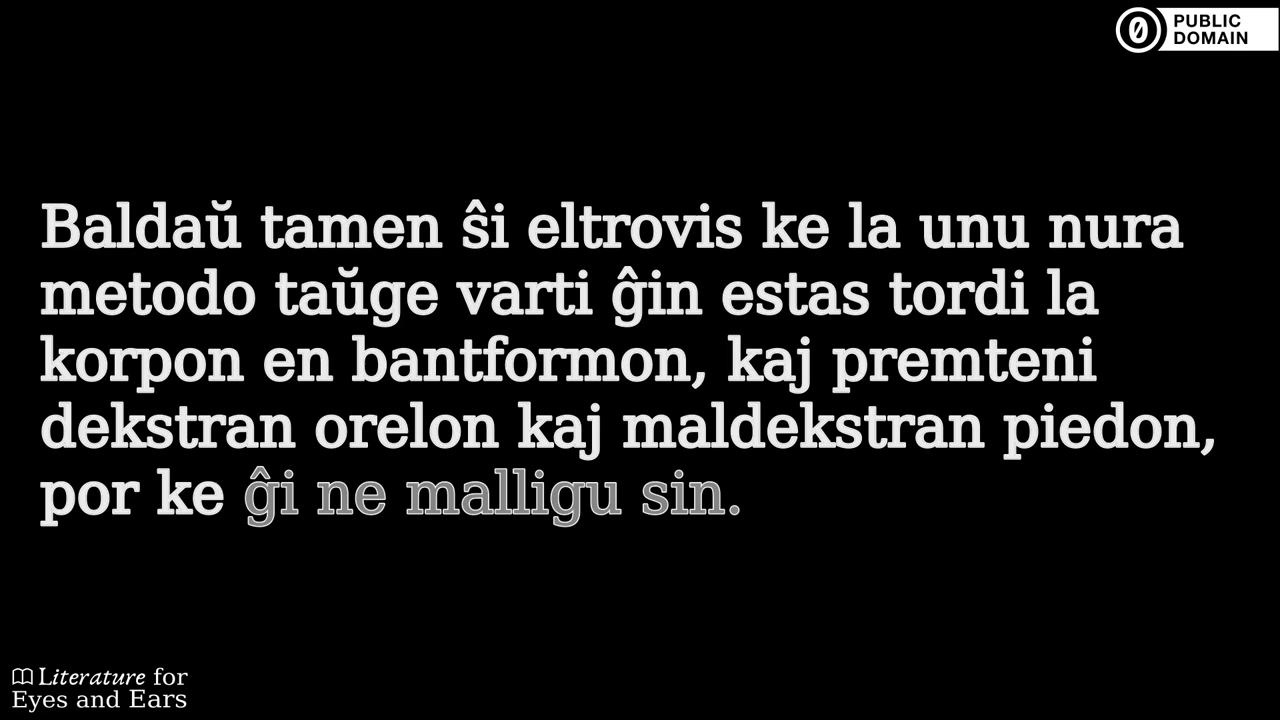 PUBLIC
DOMAIN
Baldaŭ tamen ŝi eltrovis ke la unu nura
metodo taŭge varti ĝin estas tordi la
korpon en bantformon, kaj premteni
dekstran orelon kaj maldekstran piedon,
por ke ĝi ne malligu sin.
Literature for
Eyes and Ears